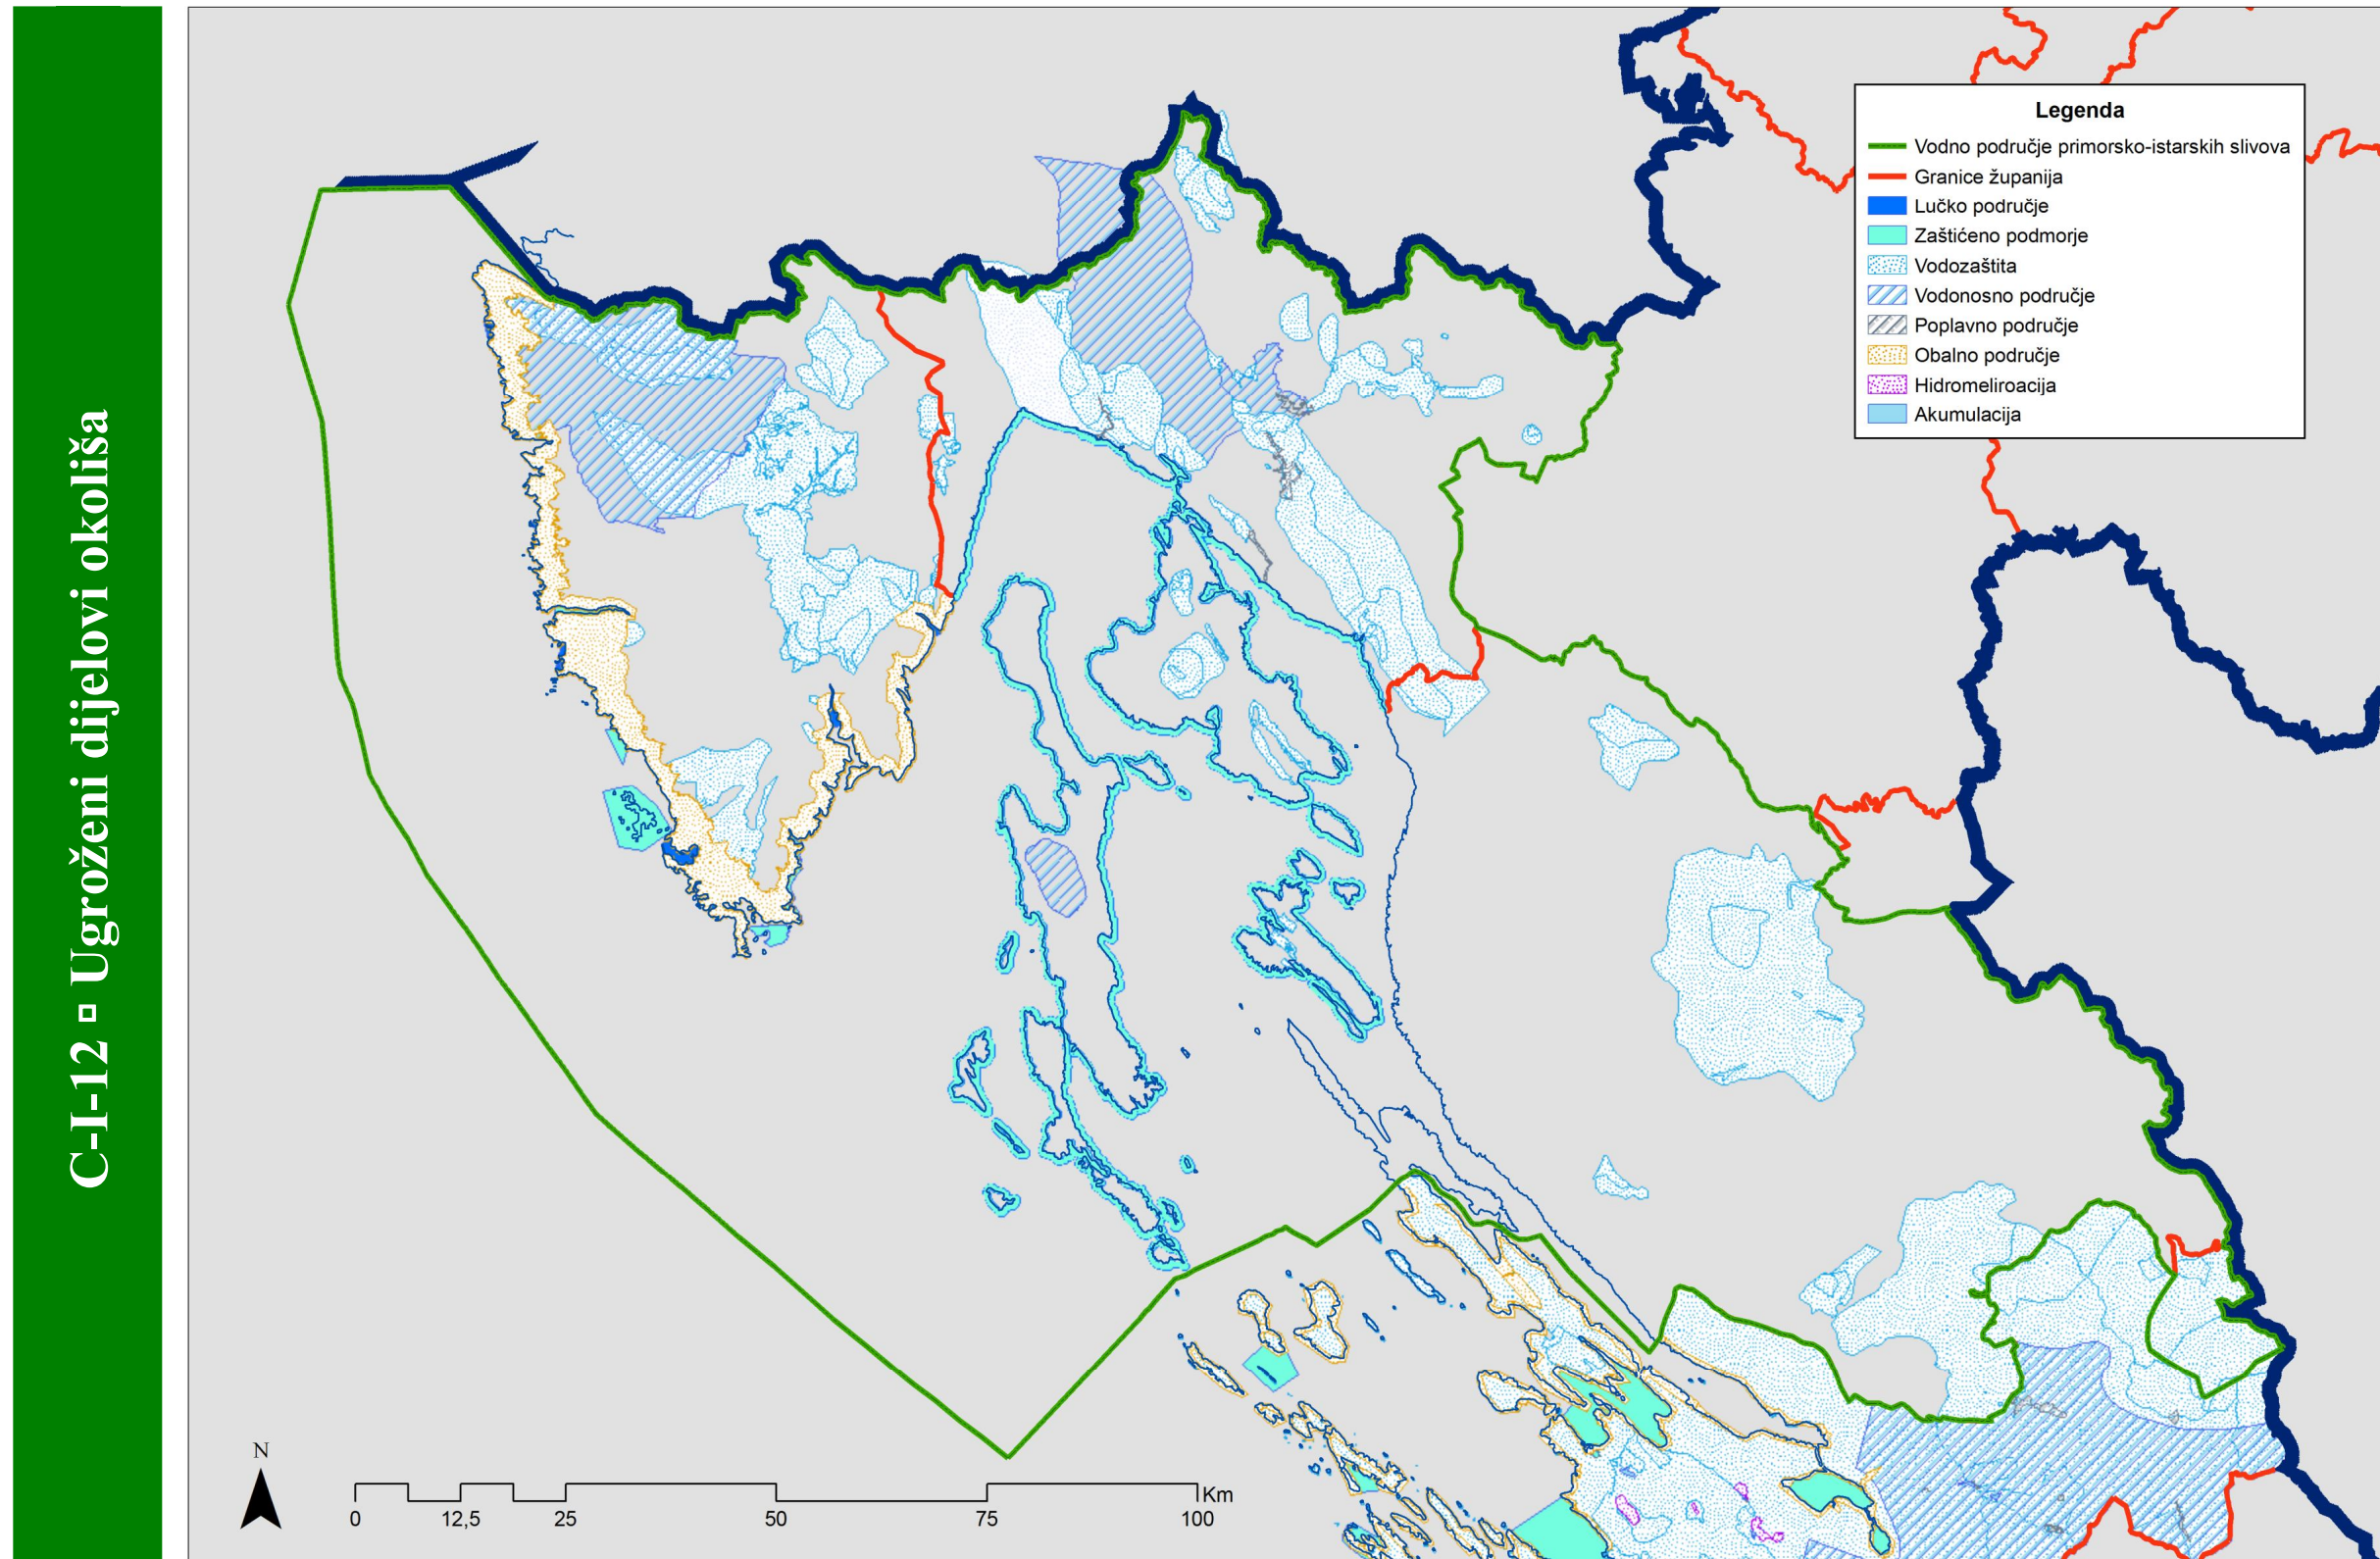 C-I-12 ▫ Ugroženi dijelovi okoliša
Legenda
Vodno područje primorsko-istarskih slivova
Granice županija
Lučko područje
Zaštićeno podmorje
Vodozaštita
Vodonosno područje
Poplavno područje
Obalno područje
Hidromeliroacija
Akumulacija
N
Km
0 12,5 25 50 75 100